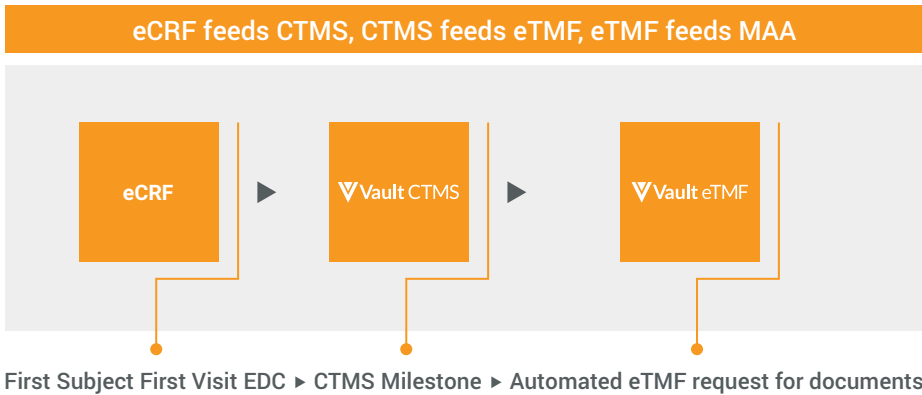 eCRF feeds CTMS, CTMS feeds eTMF, eTMF feeds MAA
eCRF
Vault CTMS
Vault eTMF
First Subject First Visit EDC ▸ CTMS Milestone ▸ Automated eTMF request for documents